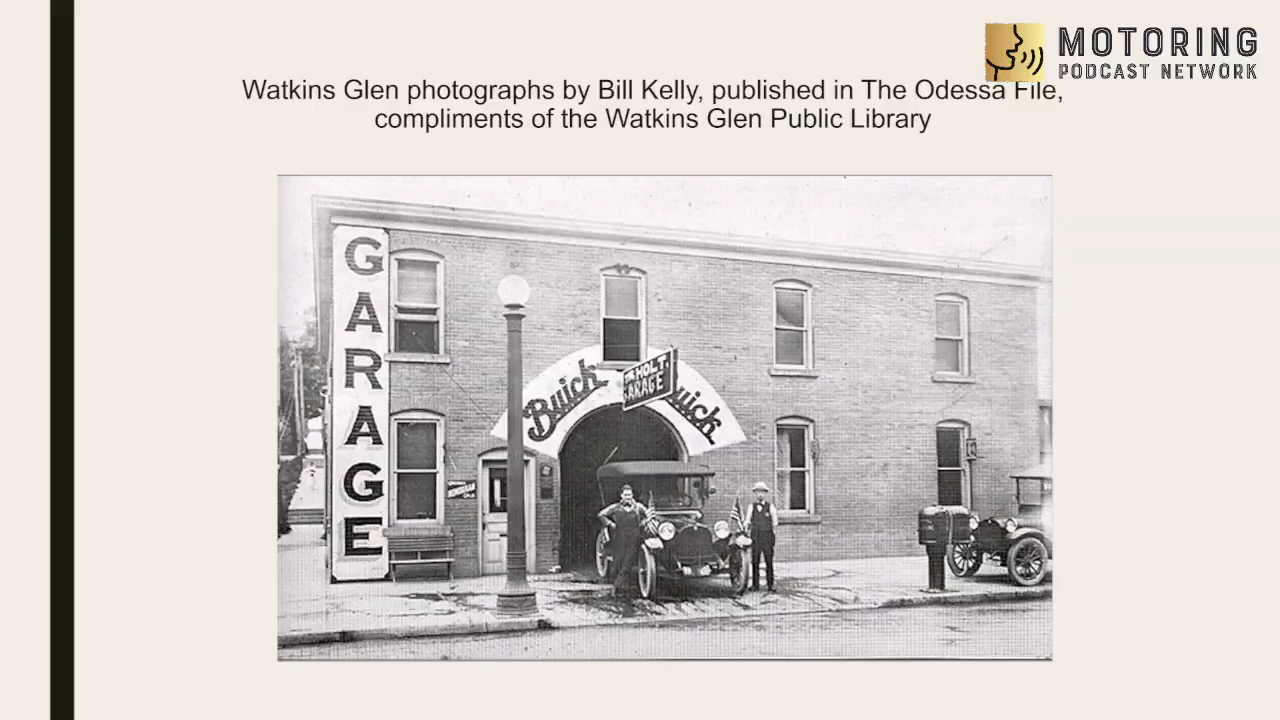 MOTORING
PODCAST NETWORK
Watkins Glen photographs by Bill Kelly, published in The Odessa File,
compliments of the Watkins Glen Public Library
GARAGE
Buick
HOLT
GARAGE
uick